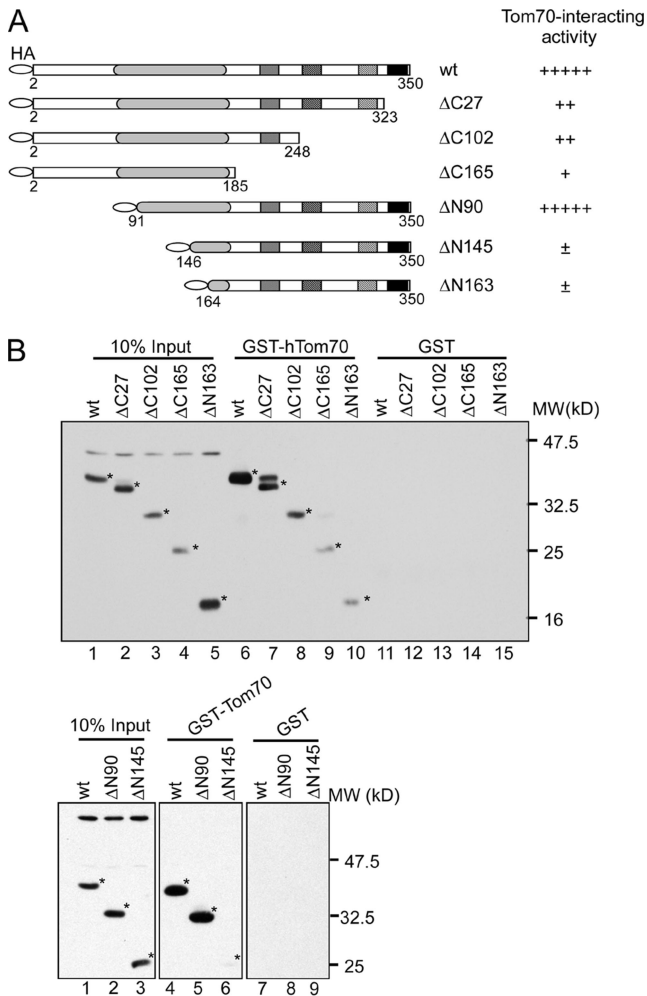 A
Tom70-interacting
activity
HA
2 350 wt +++++
2 323 ΔC27 ++
2 248 ΔC102 ++
2 185 ΔC165 +
91 350 ΔN90 +++++
146 350 ΔN145 ±
164 350 ΔN163 ±
B
10% Input GST-hTom70 GST
wt ΔC27 ΔC102 ΔC165 ΔN163 wt ΔC27 ΔC102 ΔC165 ΔN163 wt ΔC27 ΔC102 ΔC165 ΔN163
MW(kD)
47.5
* * * * * * * * * *
32.5
25
16
1 2 3 4 5 6 7 8 9 10 11 12 13 14 15
10% Input GST-Tom70 GST
wt ΔN90 ΔN145 wt ΔN90 ΔN145 wt ΔN90 ΔN145
MW (kD)
47.5
* * * * * *
32.5
25
1 2 3 4 5 6 7 8 9